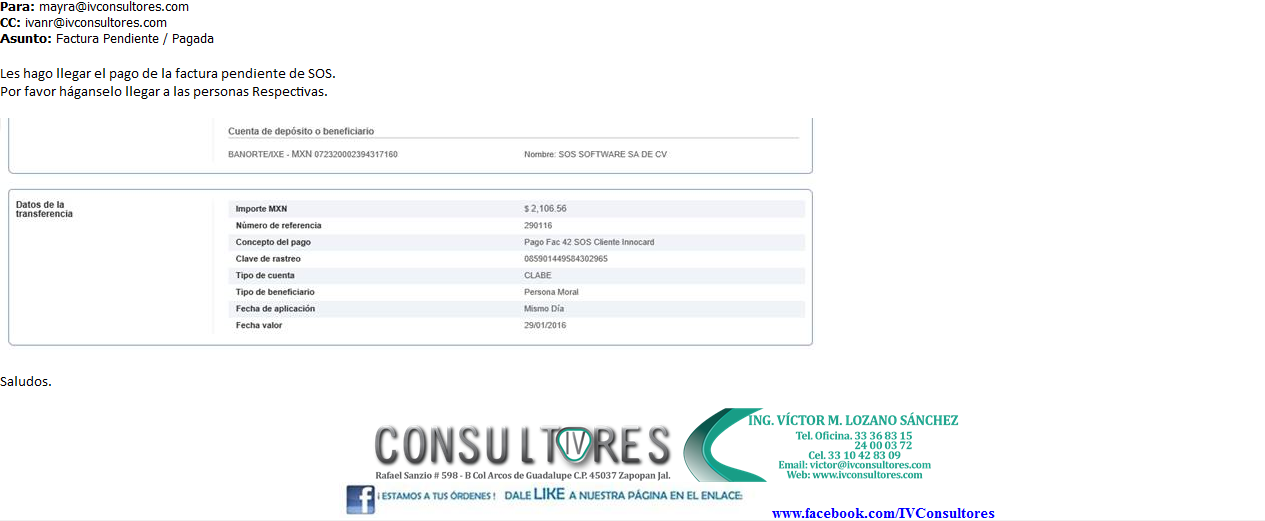 Para: mayra@ivconsultores.com
CC: ivanr@ivconsultores.com
Asunto: Factura Pendiente / Pagada
Les hago llegar el pago de la factura pendiente de SOS.
Por favor háganselo llegar a las personas Respectivas.
Cuenta de depósito o beneficiario
BANORTE/IXE - MXN 072320002394317160 Nombre: SOS SOFTWARE SA DE CV
Datos de la
transferencia
Importe MXN $ 2,106.56
Número de referencia 290116
Concepto del pago Pago Fac 42 SOS Cliente Innocard
Clave de rastreo 085901449584302965
Tipo de cuenta CLABE
Tipo de beneficiario Persona Moral
Fecha de aplicación Mismo Día
Fecha valor 29/01/2016
Saludos.
CONSULTIVRES
Rafael Sanzio # 598 - B Col Arcos de Guadalupe C.P. 45037 Zapopan Jal.
ING. VÍCTOR M. LOZANO SÁNCHEZ
Tel. Oficina. 33 36 83 15
24 00 03 72
Cel. 33 10 42 83 09
Email: victor@ivconsultores.com
Web: www.ivconsultores.com
f ¡ ESTAMOS A TUS ÓRDENES ! DALE LIKE A NUESTRA PÁGINA EN EL ENLACE:
www.facebook.com/IVConsultores